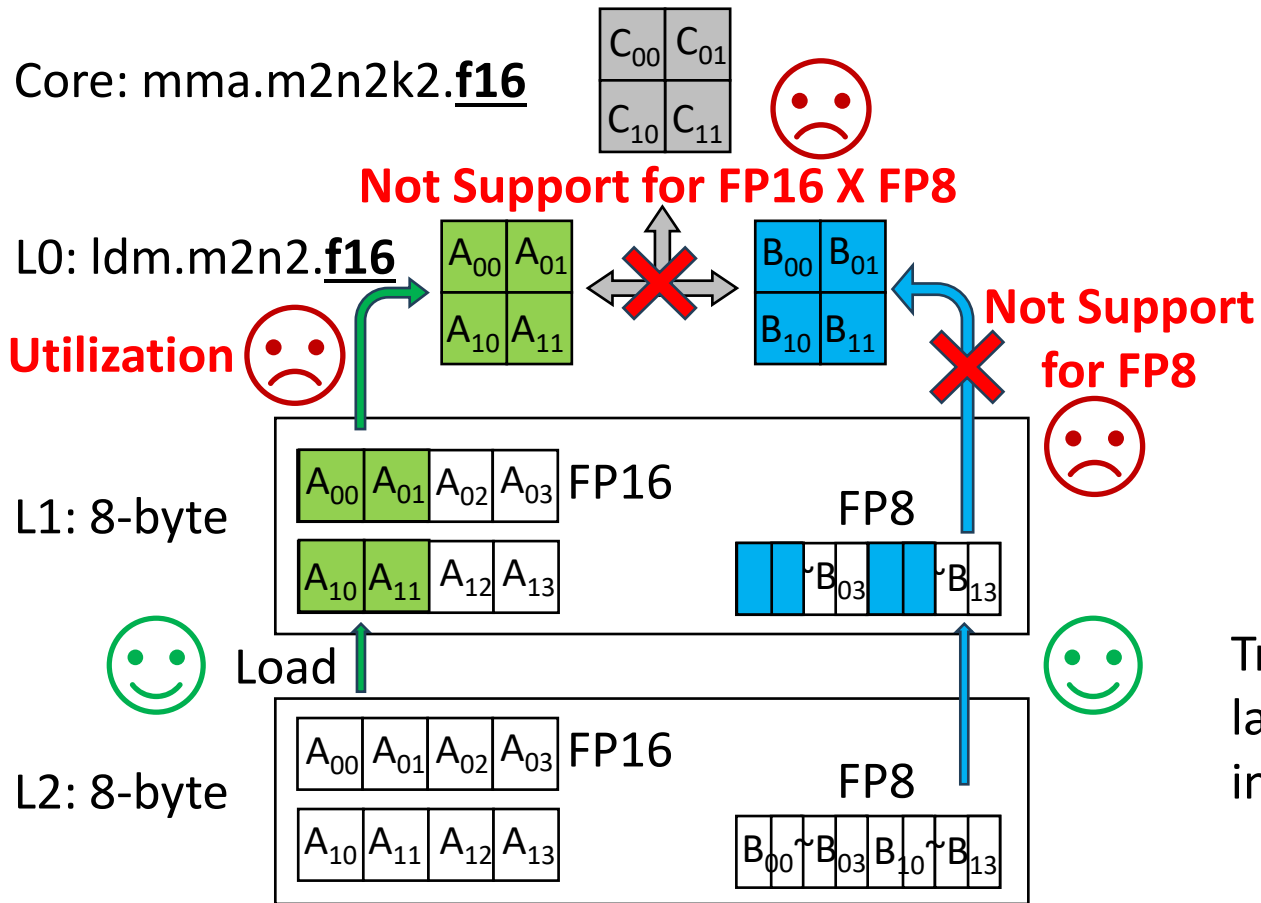 C00 C01
Core: mma.m2n2k2.f16
C10 C11
Not Support for FP16 X FP8
L0: ldm.m2n2.f16
A00 A01
A10 A11
B00 B01
B10 B11
Utilization
Not Support
for FP8
L1: 8-byte
A00 A01 A02 A03 FP16
A10 A11 A12 A13
FP8
~B03 ~B13
Load
L2: 8-byte
A00 A01 A02 A03 FP16
A10 A11 A12 A13
FP8
B00~B03 B10~B13